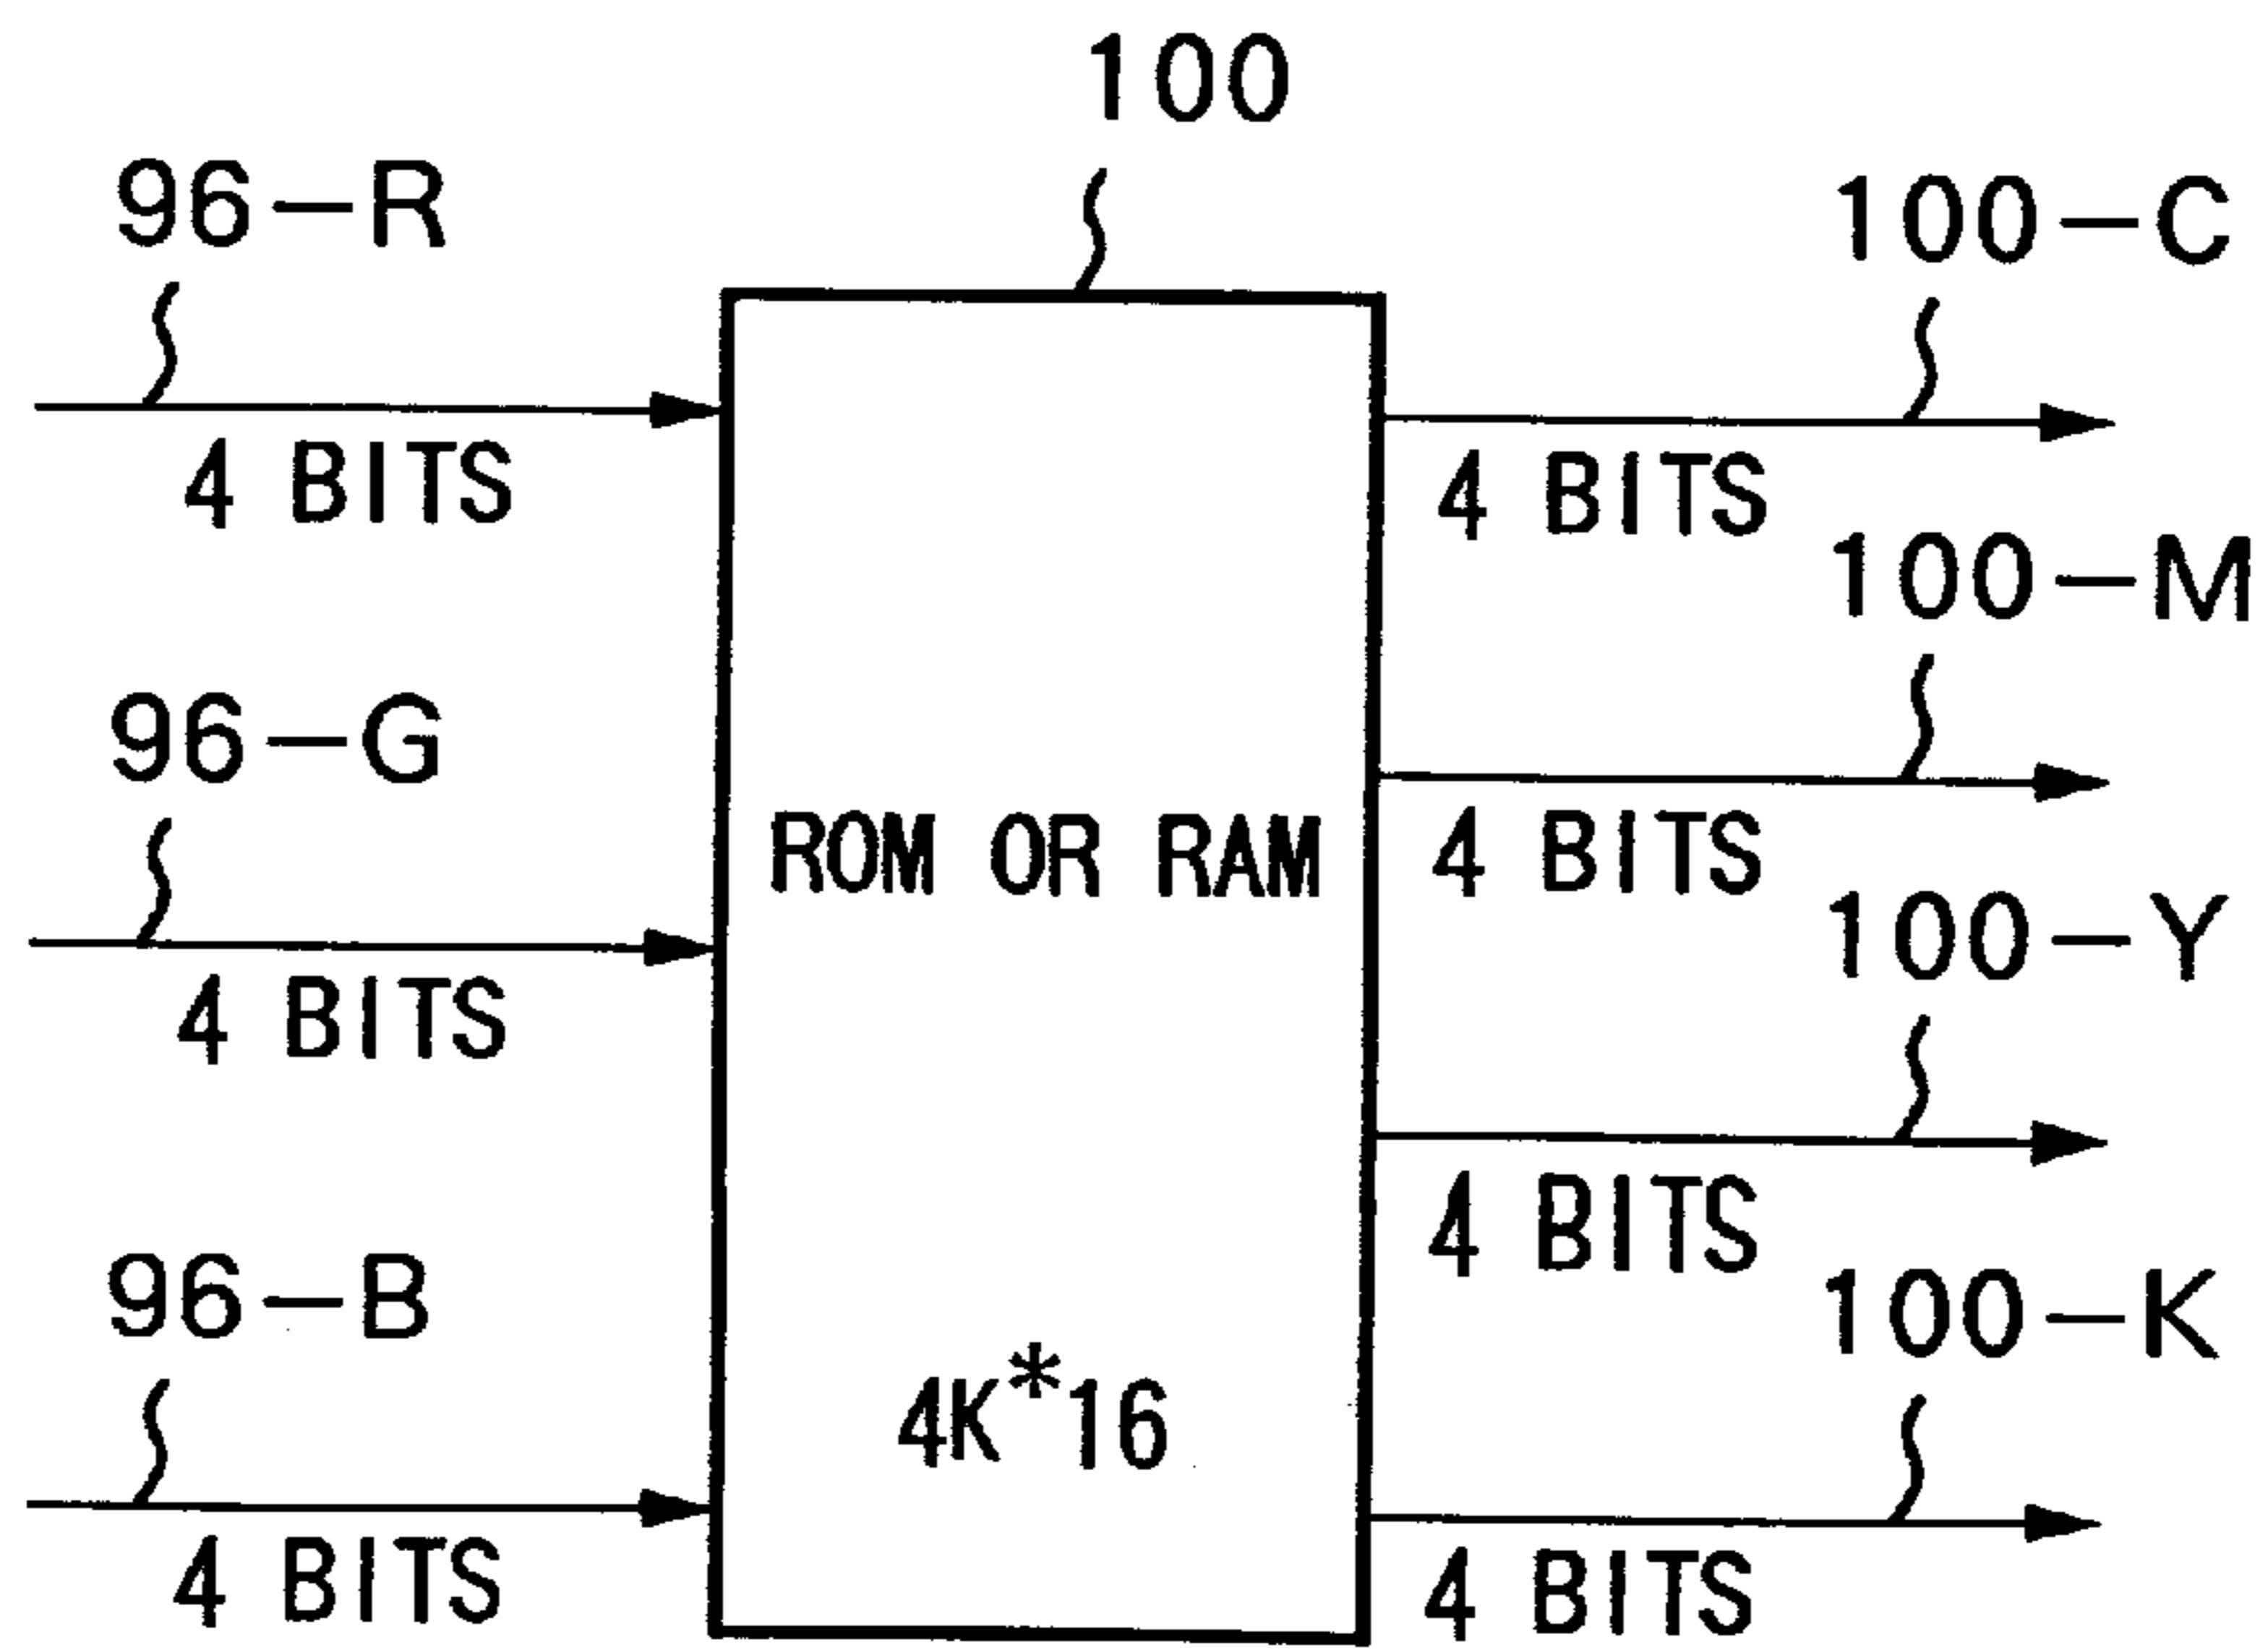 100
96-R
100-C
4 BITS
4 BITS
100-M
96-G
ROM OR RAM
4 BITS
100-Y
4 BITS
4 BITS
96-B
100-K
4K*16
4 BITS
4 BITS